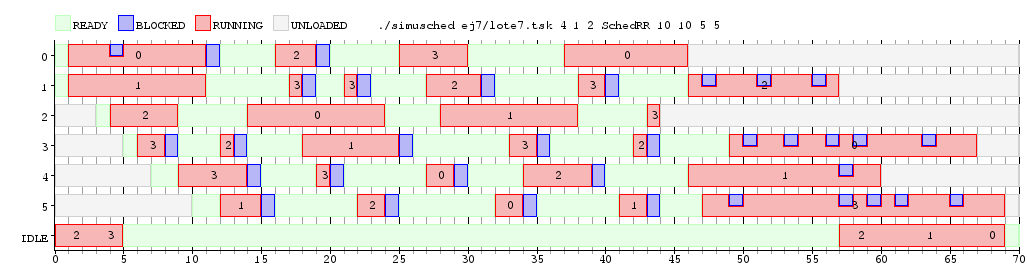 READY BLOCKED RUNNING UNLOADED ./simusched ej7/lote7.tsk 4 1 2 SchedRR 10 10 5 5
0 0 2 3 0
1 1 3 3 2 3 2
2 2 0 1 3
3 3 2 1 3 2 0
4 3 3 0 2 1
5 1 2 0 1 3
IDLE 2 3 2 1 0
0 5 10 15 20 25 30 35 40 45 50 55 60 65 70